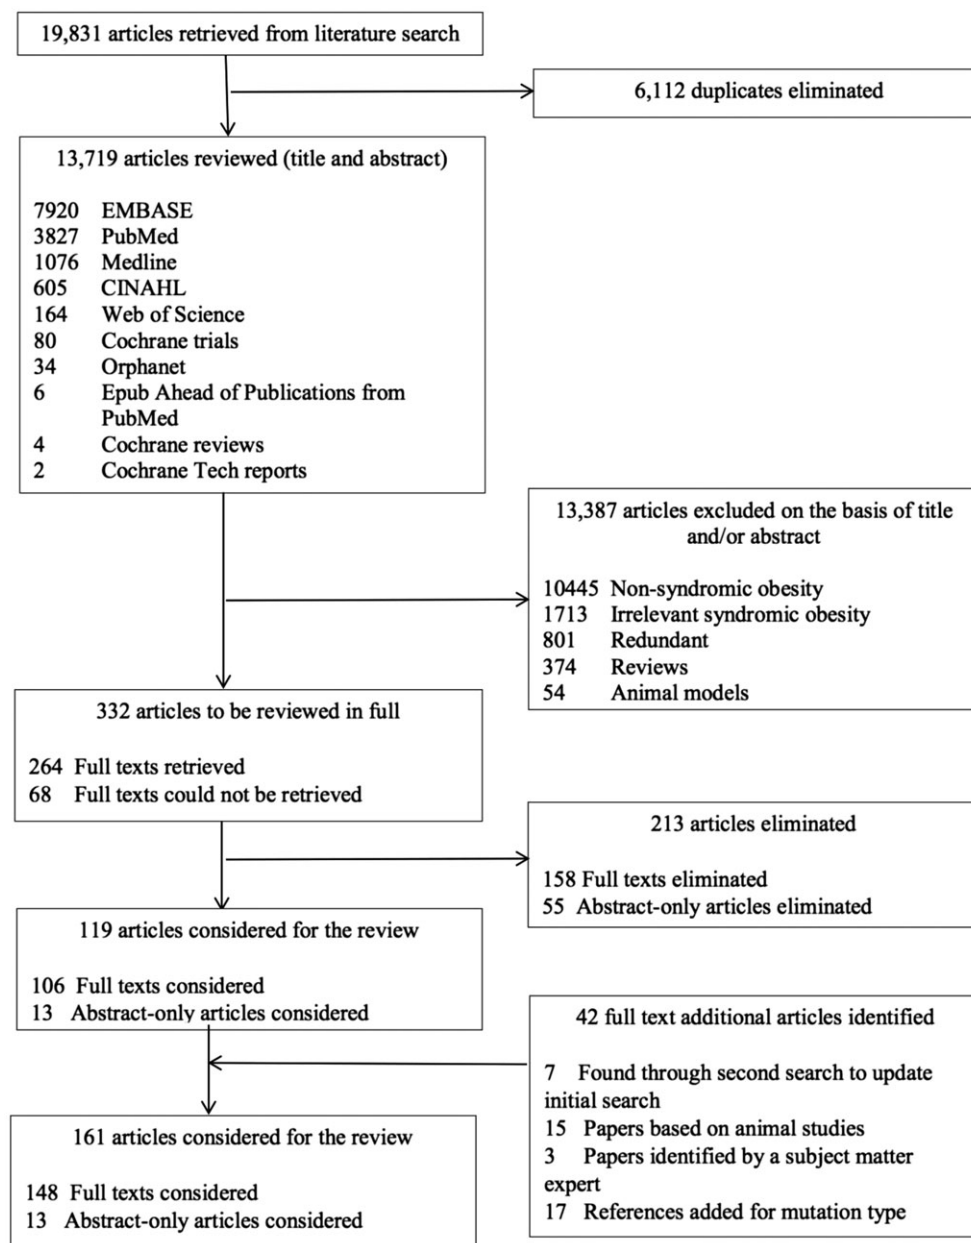 19,831 articles retrieved from literature search
6,112 duplicates eliminated
13,719 articles reviewed (title and abstract)
7920 EMBASE
3827 PubMed
1076 Medline
605 CINAHL
164 Web of Science
80 Cochrane trials
34 Orphanet
6 Epub Ahead of Publications from
PubMed
4 Cochrane reviews
2 Cochrane Tech reports
13,387 articles excluded on the basis of title
and/or abstract
10445 Non-syndromic obesity
1713 Irrelevant syndromic obesity
801 Redundant
374 Reviews
54 Animal models
332 articles to be reviewed in full
264 Full texts retrieved
68 Full texts could not be retrieved
213 articles eliminated
158 Full texts eliminated
55 Abstract-only articles eliminated
119 articles considered for the review
106 Full texts considered
13 Abstract-only articles considered
42 full text additional articles identified
7 Found through second search to update
initial search
15 Papers based on animal studies
3 Papers identified by a subject matter
expert
17 References added for mutation type
161 articles considered for the review
148 Full texts considered
13 Abstract-only articles considered